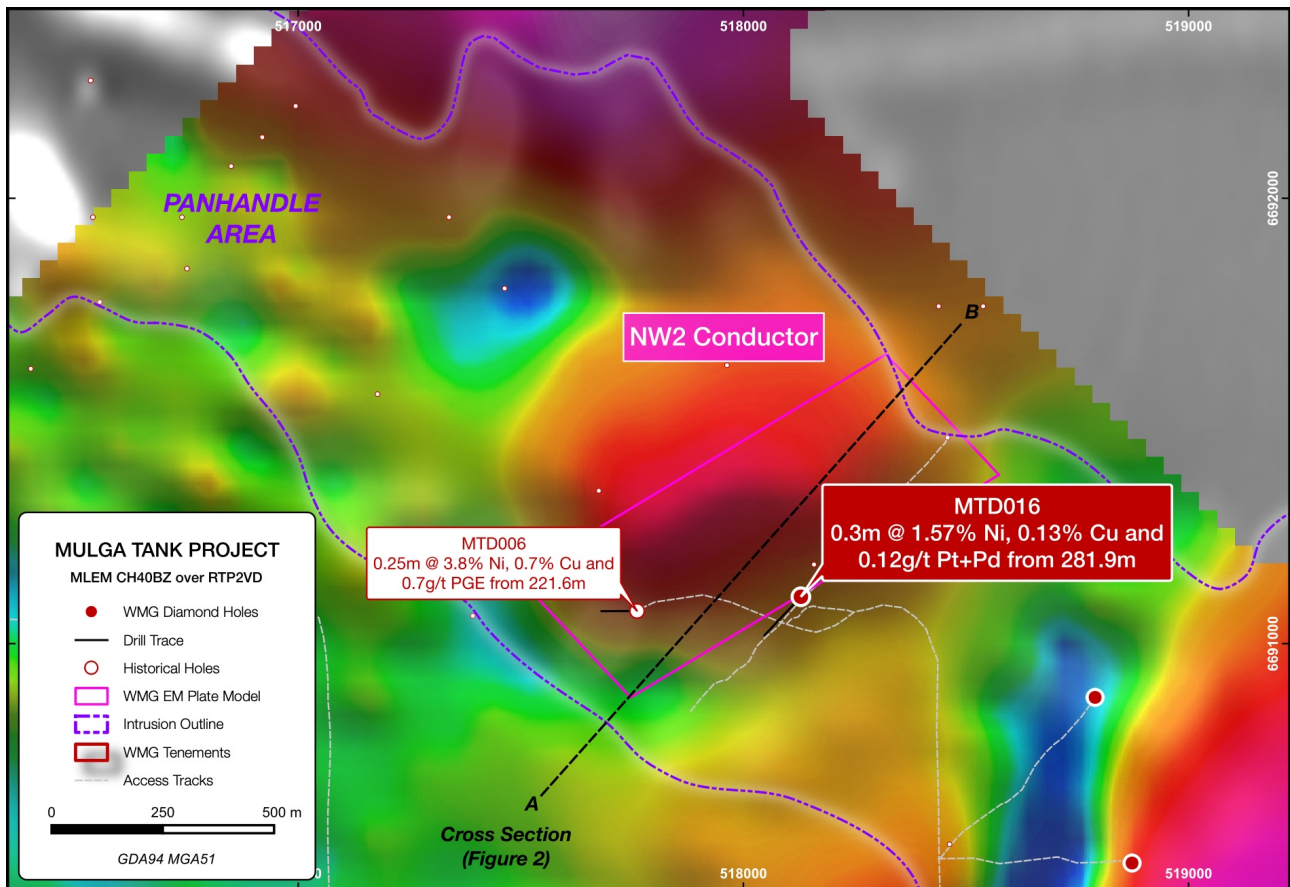 517000
518000
519000
6692000
PANHANDLE
AREA
B
NW2 Conductor
MTD016
0.3m @ 1.57% Ni, 0.13% Cu and
0.12g/t Pt+Pd from 281.9m
MTD006
0.25m @ 3.8% Ni, 0.7% Cu and
0.7g/t PGE from 221.6m
6691000
MULGA TANK PROJECT
MLEM CH40BZ over RTP2VD
WMG Diamond Holes
Drill Trace
Historical Holes
WMG EM Plate Model
Intrusion Outline
WMG Tenements
Access Tracks
0 250 500 m
GDA94 MGA51
A
Cross Section
(Figure 2)
518000
519000